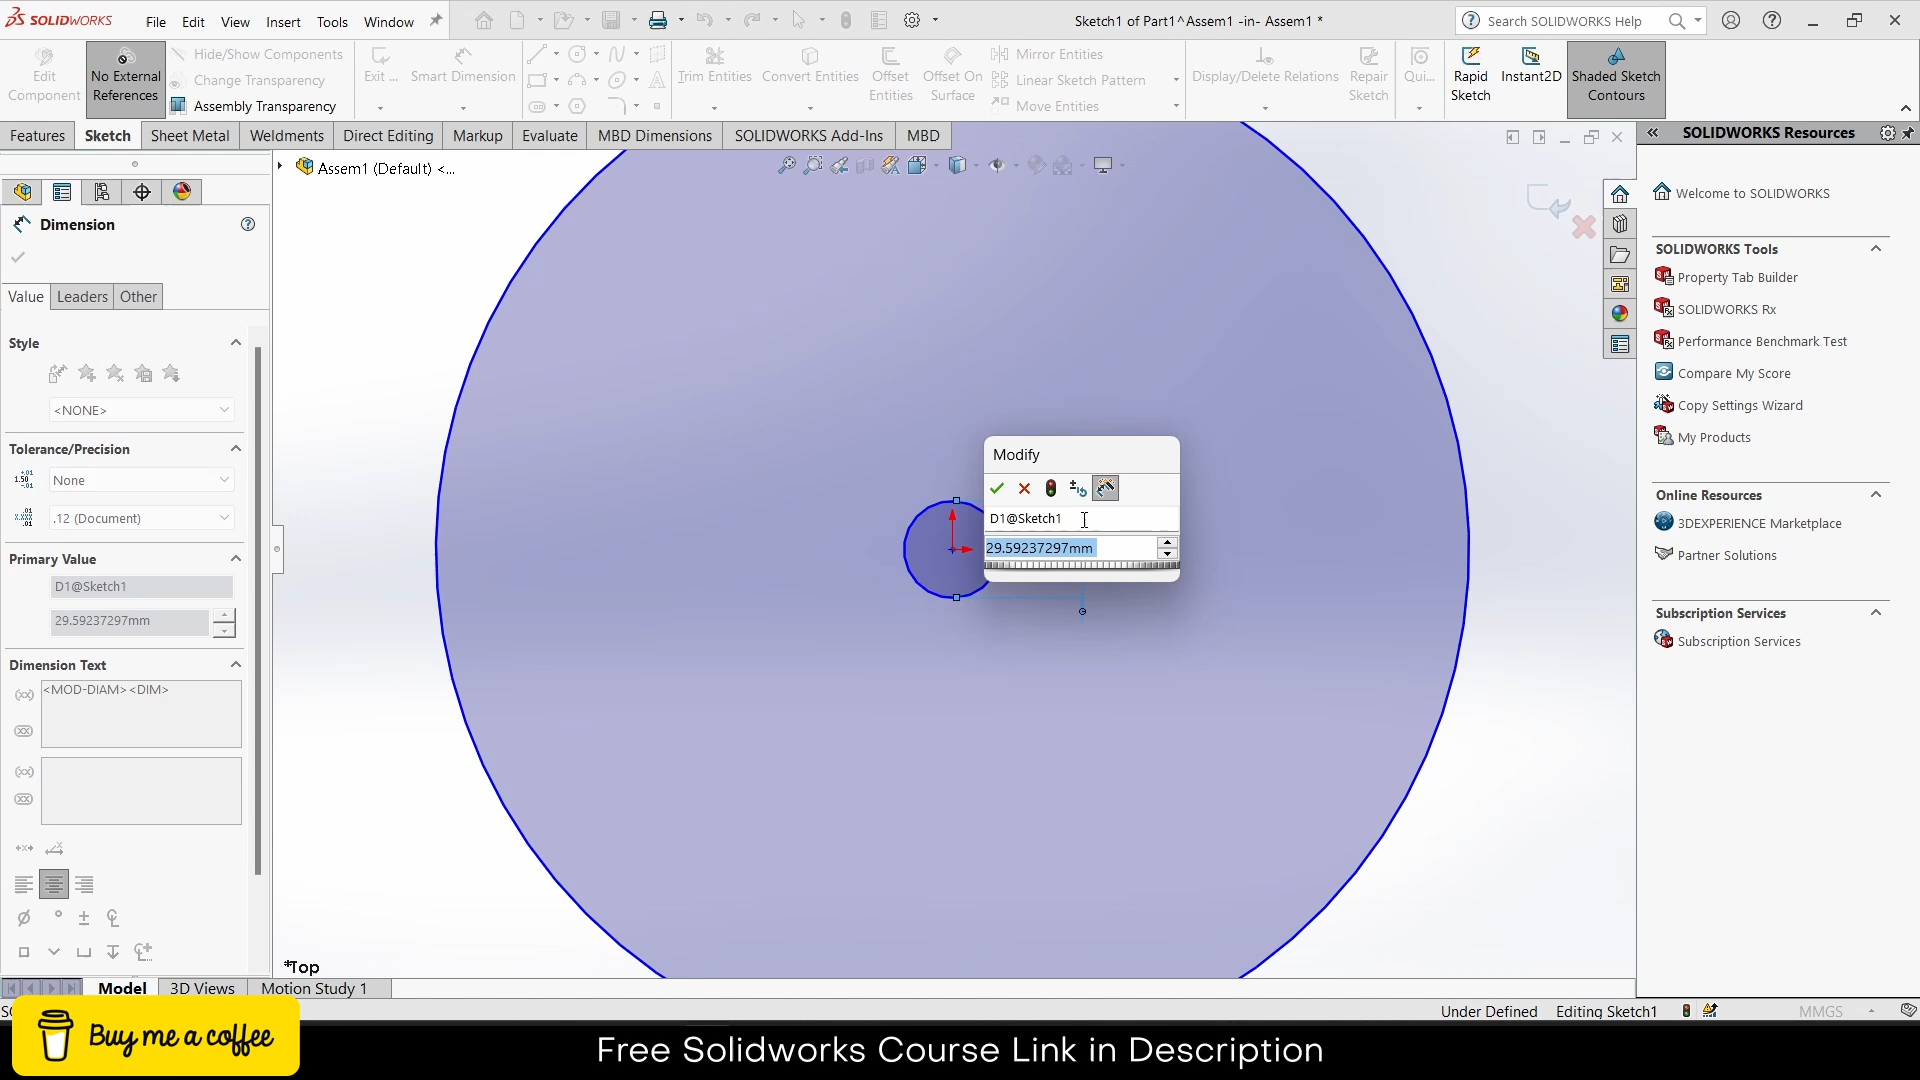 SOLIDWORKS File Edit View Insert Tools Window Sketch1 of Part1^Assem1 -in- Assem1 * Search SOLIDWORKS Help
Edit Component
No External References
Hide/Show Components
Change Transparency
Assembly Transparency
Exit ...
Smart Dimension
Trim Entities
Convert Entities
Offset Entities
Offset On Surface
Mirror Entities
Linear Sketch Pattern
Move Entities
Display/Delete Relations
Repair Sketch
Qui...
Rapid Sketch
Instant2D
Shaded Sketch Contours
Features Sketch Sheet Metal Weldments Direct Editing Markup Evaluate MBD Dimensions SOLIDWORKS Add-Ins MBD
Assem1 (Default) <...
Dimension
Value Leaders Other
Style
<NONE>
Tolerance/Precision
None
.12 (Document)
Primary Value
D1@Sketch1
29.59237297mm
Dimension Text
<MOD-DIAM><DIM>
Modify
D1@Sketch1
29.59237297mm
*Top
SOLIDWORKS Resources
Welcome to SOLIDWORKS
SOLIDWORKS Tools
Property Tab Builder
SOLIDWORKS Rx
Performance Benchmark Test
Compare My Score
Copy Settings Wizard
My Products
Online Resources
3DEXPERIENCE Marketplace
Partner Solutions
Subscription Services
Subscription Services
Model 3D Views Motion Study 1
Under Defined Editing Sketch1 MMGS
Buy me a coffee
Free Solidworks Course Link in Description